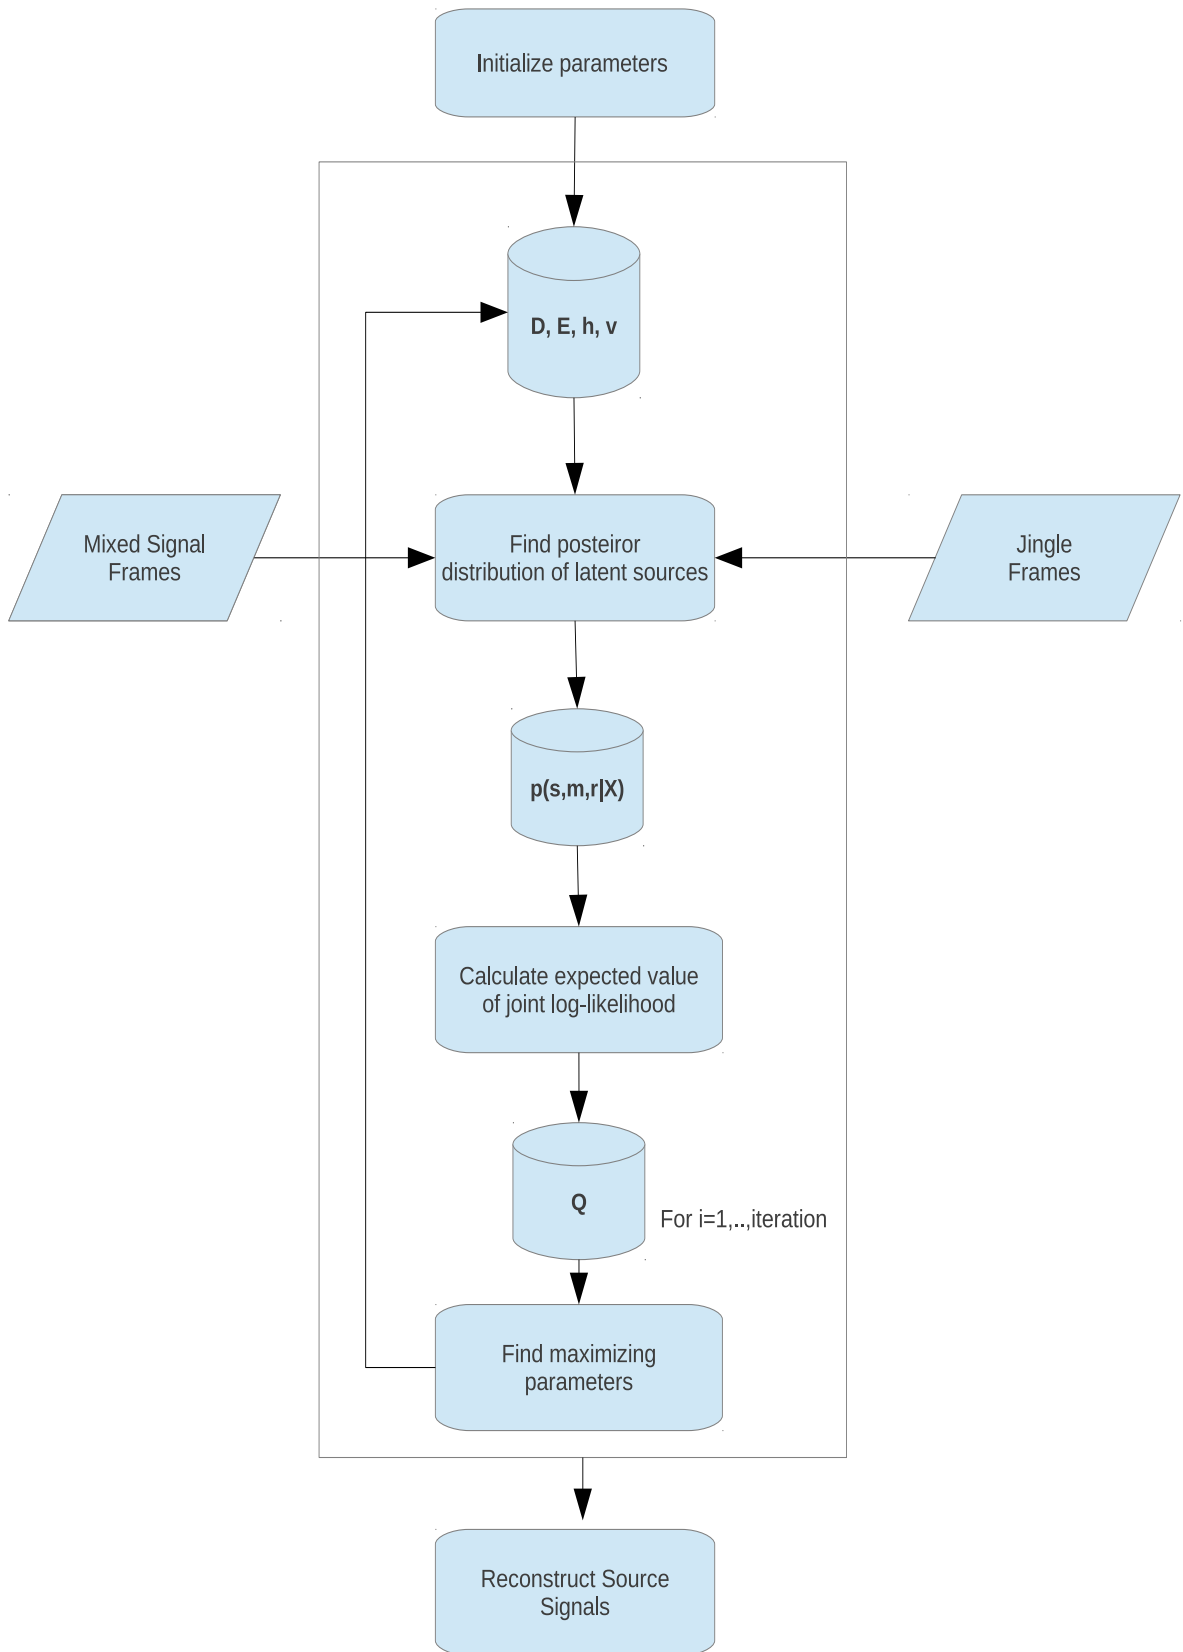 Initialize parameters
D, E, h, v
Mixed Signal
Frames
Find posteiror
distribution of latent sources
Jingle
Frames
p(s,m,r|X)
Calculate expected value
of joint log-likelihood
Q
For i=1,..,iteration
Find maximizing
parameters
Reconstruct Source
Signals